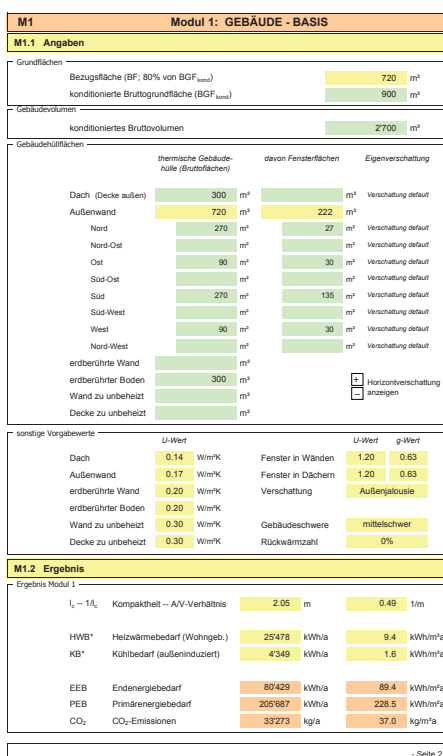 M1 Modul 1: GEBÄUDE - BASIS
M1.1 Angaben
Grundflächen
Bezugsfläche (BF; 80% von BGFkond) 720 m²
konditionierte Bruttogrundfläche (BGFkond) 900 m²
Gebäudevolumen
konditioniertes Bruttovolumen 2'700 m³
Gebäudehüllflächen
thermische Gebäude- davon Fensterflächen Eigenverschattung
hülle (Bruttoflächen)
Dach (Decke außen) 300 m² m² Verschattung default
Außenwand 720 m² 222 m²
Nord 270 m² 27 m² Verschattung default
Nord-Ost m² m² Verschattung default
Ost 90 m² 30 m² Verschattung default
Süd-Ost m² m² Verschattung default
Süd 270 m² 135 m² Verschattung default
Süd-West m² m² Verschattung default
West 90 m² 30 m² Verschattung default
Nord-West m² m² Verschattung default
erdberührte Wand m²
erdberührter Boden 300 m² + Horizontverschattung
Wand zu unbeheizt m² – anzeigen
Decke zu unbeheizt m²
sonstige Vorgabewerte
U-Wert U-Wert g-Wert
Dach 0.14 W/m²K Fenster in Wänden 1.20 0.63
Außenwand 0.17 W/m²K Fenster in Dächern 1.20 0.63
erdberührte Wand 0.20 W/m²K Verschattung Außenjalousie
erdberührter Boden 0.20 W/m²K
Wand zu unbeheizt 0.30 W/m²K Gebäudeschwere mittelschwer
Decke zu unbeheizt 0.30 W/m²K Rückwärmzahl 0%
M1.2 Ergebnis
Ergebnis Modul 1
lc -- 1/lc Kompaktheit -- A/V-Verhältnis 2.05 m 0.49 1/m
HWB* Heizwärmebedarf (Wohngeb.) 25'478 kWh/a 9.4 kWh/m³a
KB* Kühlbedarf (außeninduziert) 4'349 kWh/a 1.6 kWh/m³a
EEB Endenergiebedarf 80'429 kWh/a 89.4 kWh/m²a
PEB Primärenergiebedarf 205'687 kWh/a 228.5 kWh/m²a
CO₂ CO₂-Emissionen 33'273 kg/a 37.0 kg/m²a
- Seite 2